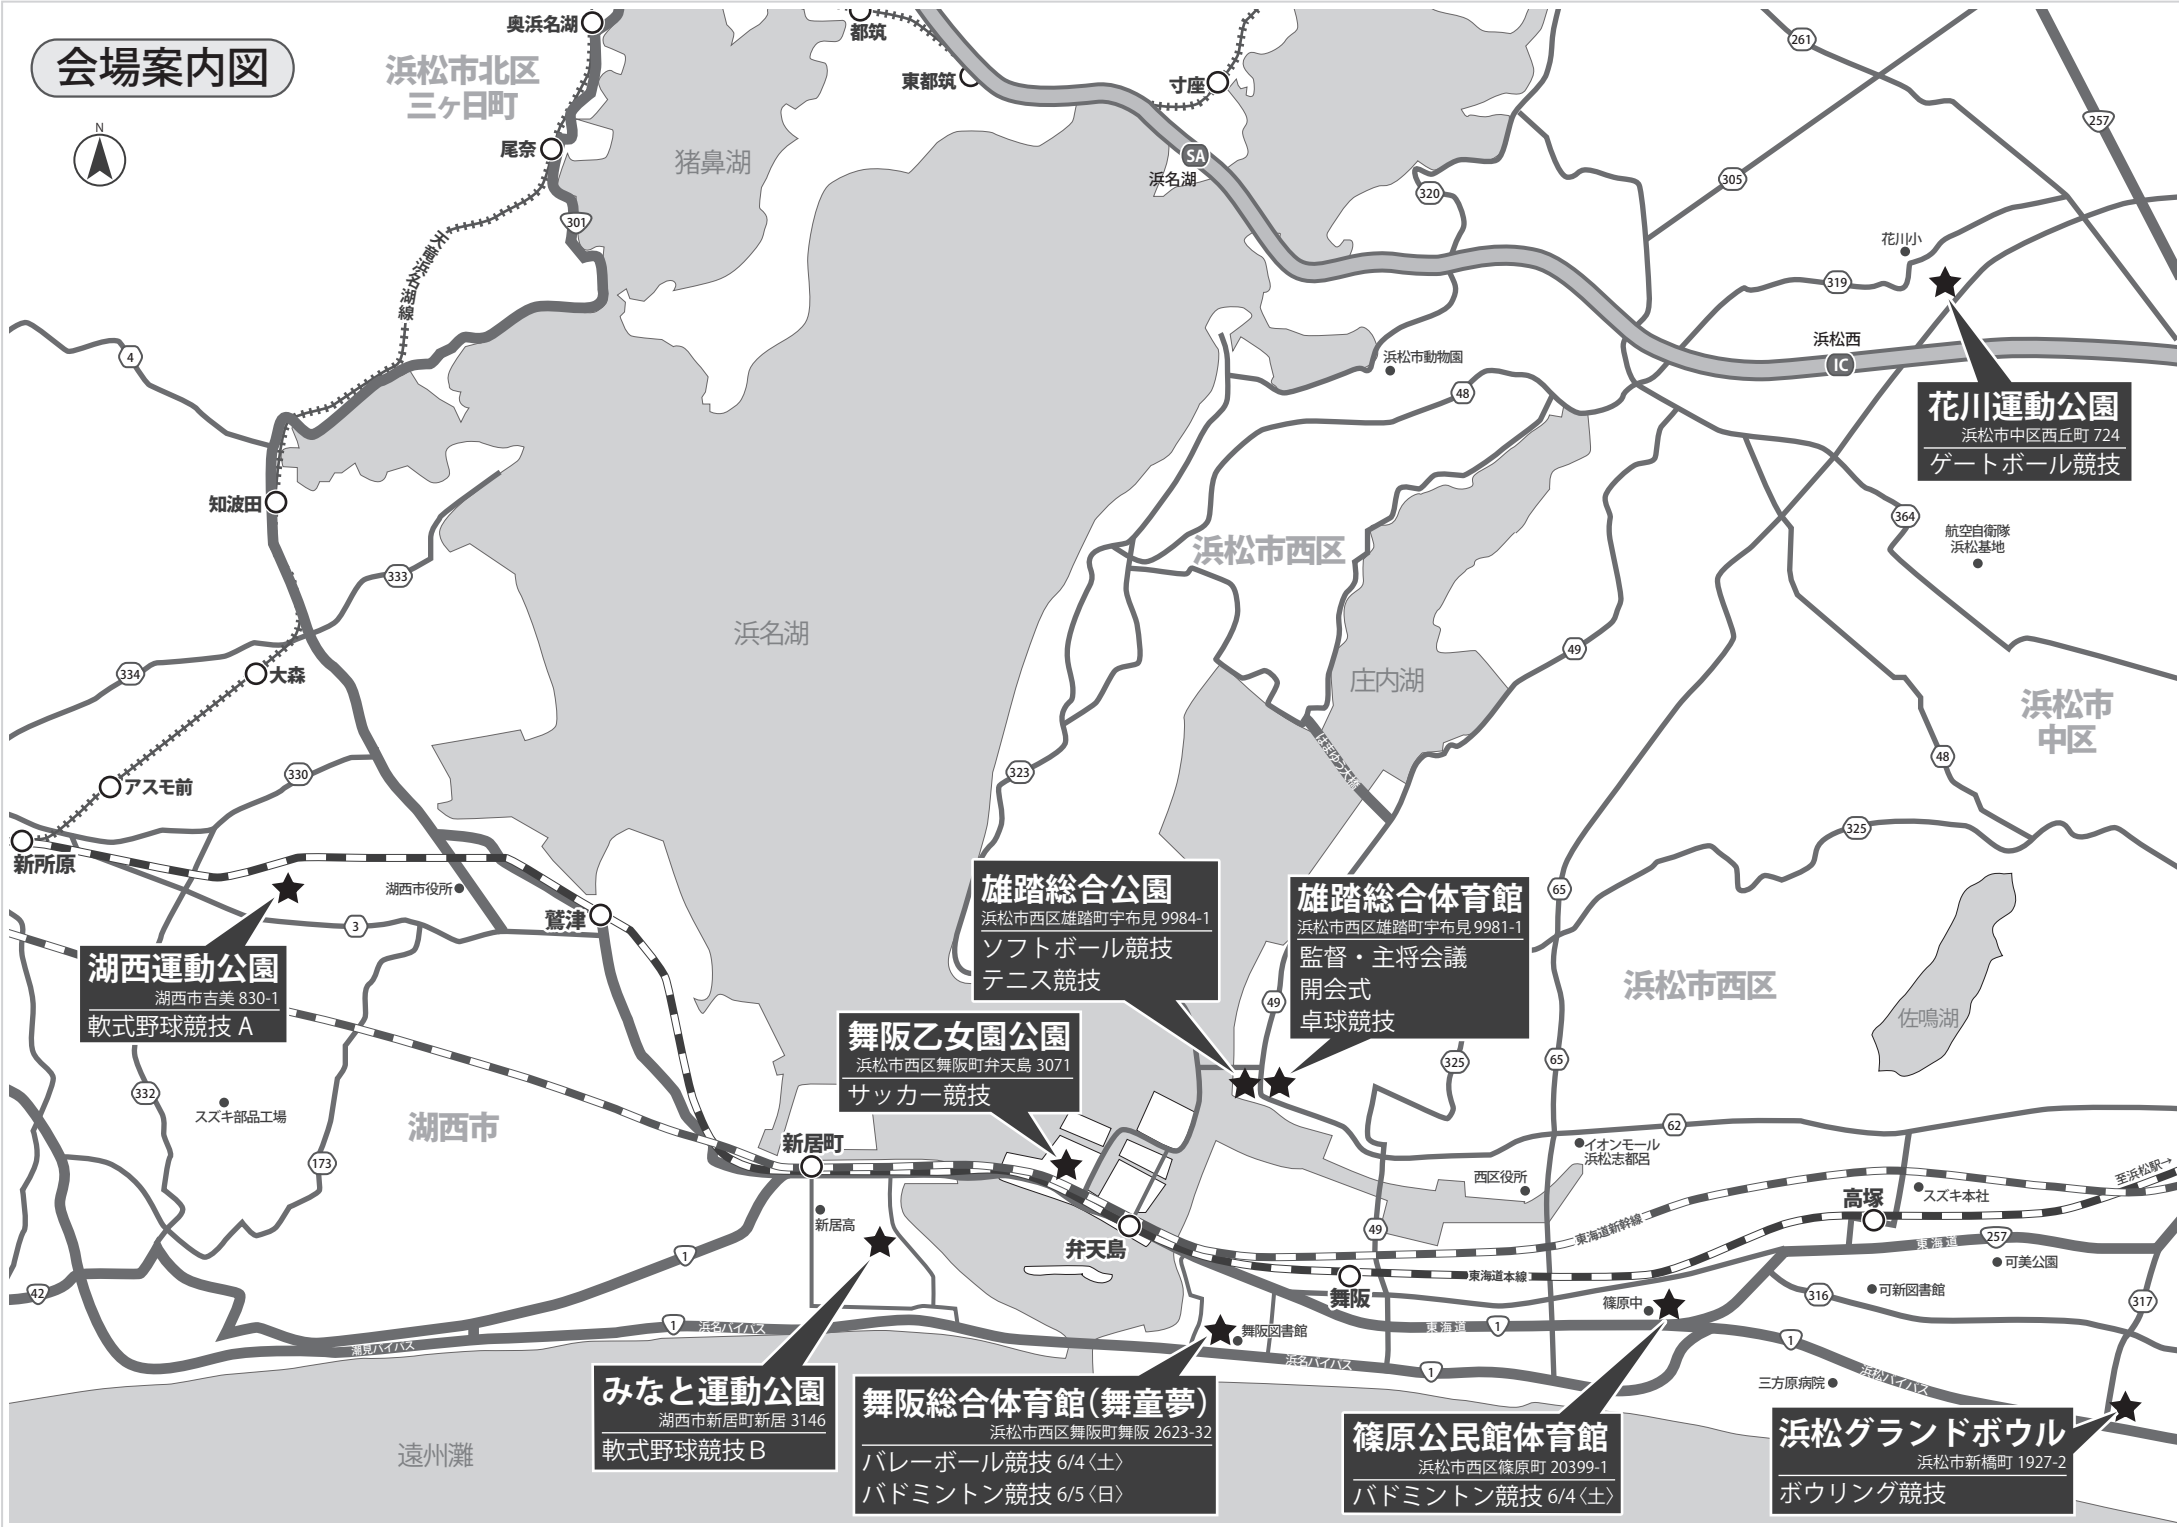 会場案内図
N
奥浜名湖
都筑
東都筑
寸座
浜松市北区
三ヶ日町
尾奈
猪鼻湖
SA
浜名湖
261
257
305
320
301
天竜浜名湖線
花川小
319
浜松西
IC
4
浜松市動物園
48
花川運動公園
浜松市中区西丘町 724
ゲートボール競技
知波田
364
航空自衛隊
浜松基地
浜松市西区
333
浜名湖
49
334
大森
庄内湖
浜松市
中区
はまゆう大橋
48
330
323
アスモ前
325
新所原
湖西市役所
65
鷲津
3
雄踏総合公園
浜松市西区雄踏町宇布見 9984-1
ソフトボール競技
テニス競技
雄踏総合体育館
浜松市西区雄踏町宇布見 9981-1
監督・主将会議
開会式
卓球競技
49
湖西運動公園
湖西市吉美 830-1
軟式野球競技 A
浜松市西区
佐鳴湖
舞阪乙女園公園
浜松市西区舞阪町弁天島 3071
サッカー競技
325
65
332
スズキ部品工場
湖西市
173
新居町
62
イオンモール
浜松志都呂
西区役所
至浜松駅→
スズキ本社
高塚
新居高
弁天島
49
東海道新幹線
257
東海道
可美公園
1
42
東海道本線
舞阪
篠原中
316
可新図書館
317
1
浜名バイパス
潮見バイパス
舞阪図書館
東海道
1
1
浜名バイパス
1
浜松バイパス
三方原病院
みなと運動公園
湖西市新居町新居 3146
軟式野球競技 B
舞阪総合体育館(舞童夢)
浜松市西区舞阪町舞阪 2623-32
バレーボール競技 6/4〈土〉
バドミントン競技 6/5〈日〉
篠原公民館体育館
浜松市西区篠原町 20399-1
バドミントン競技 6/4〈土〉
浜松グランドボウル
浜松市新橋町 1927-2
ボウリング競技
遠州灘